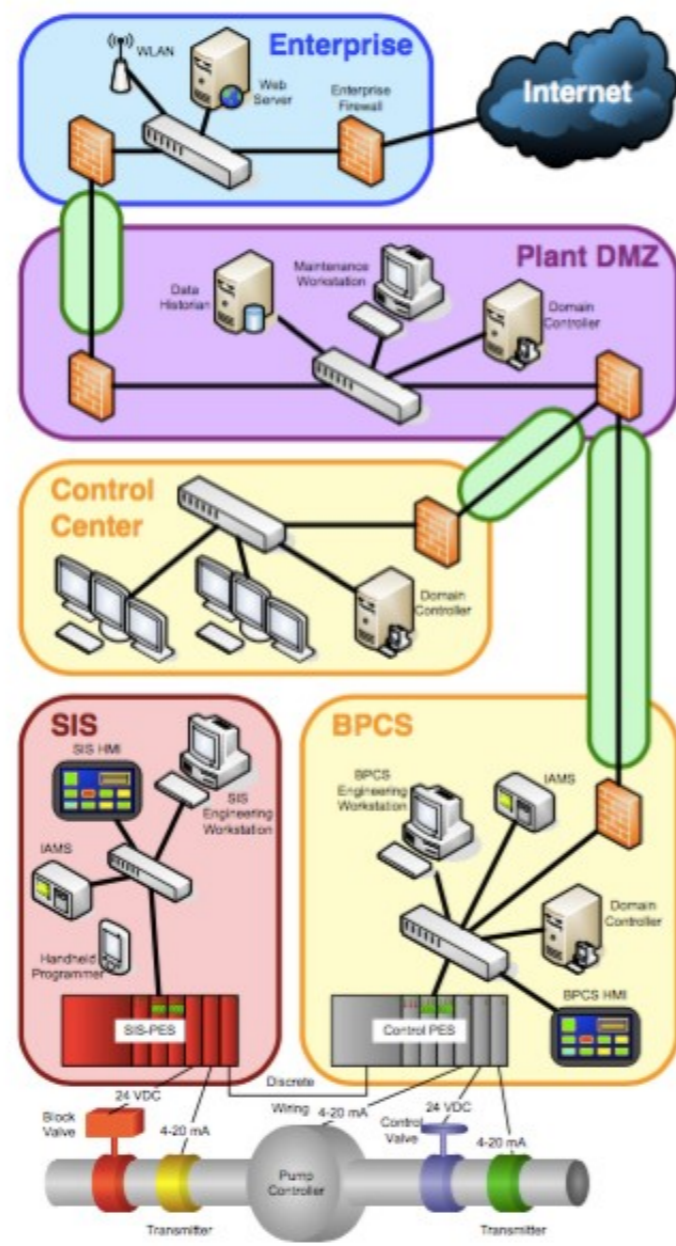 Enterprise
WLAN
Web
Server
Enterprise
Firewall
Internet
Plant DMZ
Data
Historian
Maintenance
Workstation
Domain
Controller
Control
Center
Domain
Controller
SIS
SIS HMI
SIS
Engineering
Workstation
IAMS
Handheld
Programmer
SIS-PES
BPCS
BPCS
Engineering
Workstation
IAMS
Domain
Controller
BPCS HMI
Control PES
Discrete
Wiring
Block
Valve
24 VDC
4-20 mA
4-20 mA
Control
Valve
24 VDC
4-20 mA
Pump
Controller
Transmitter
Transmitter